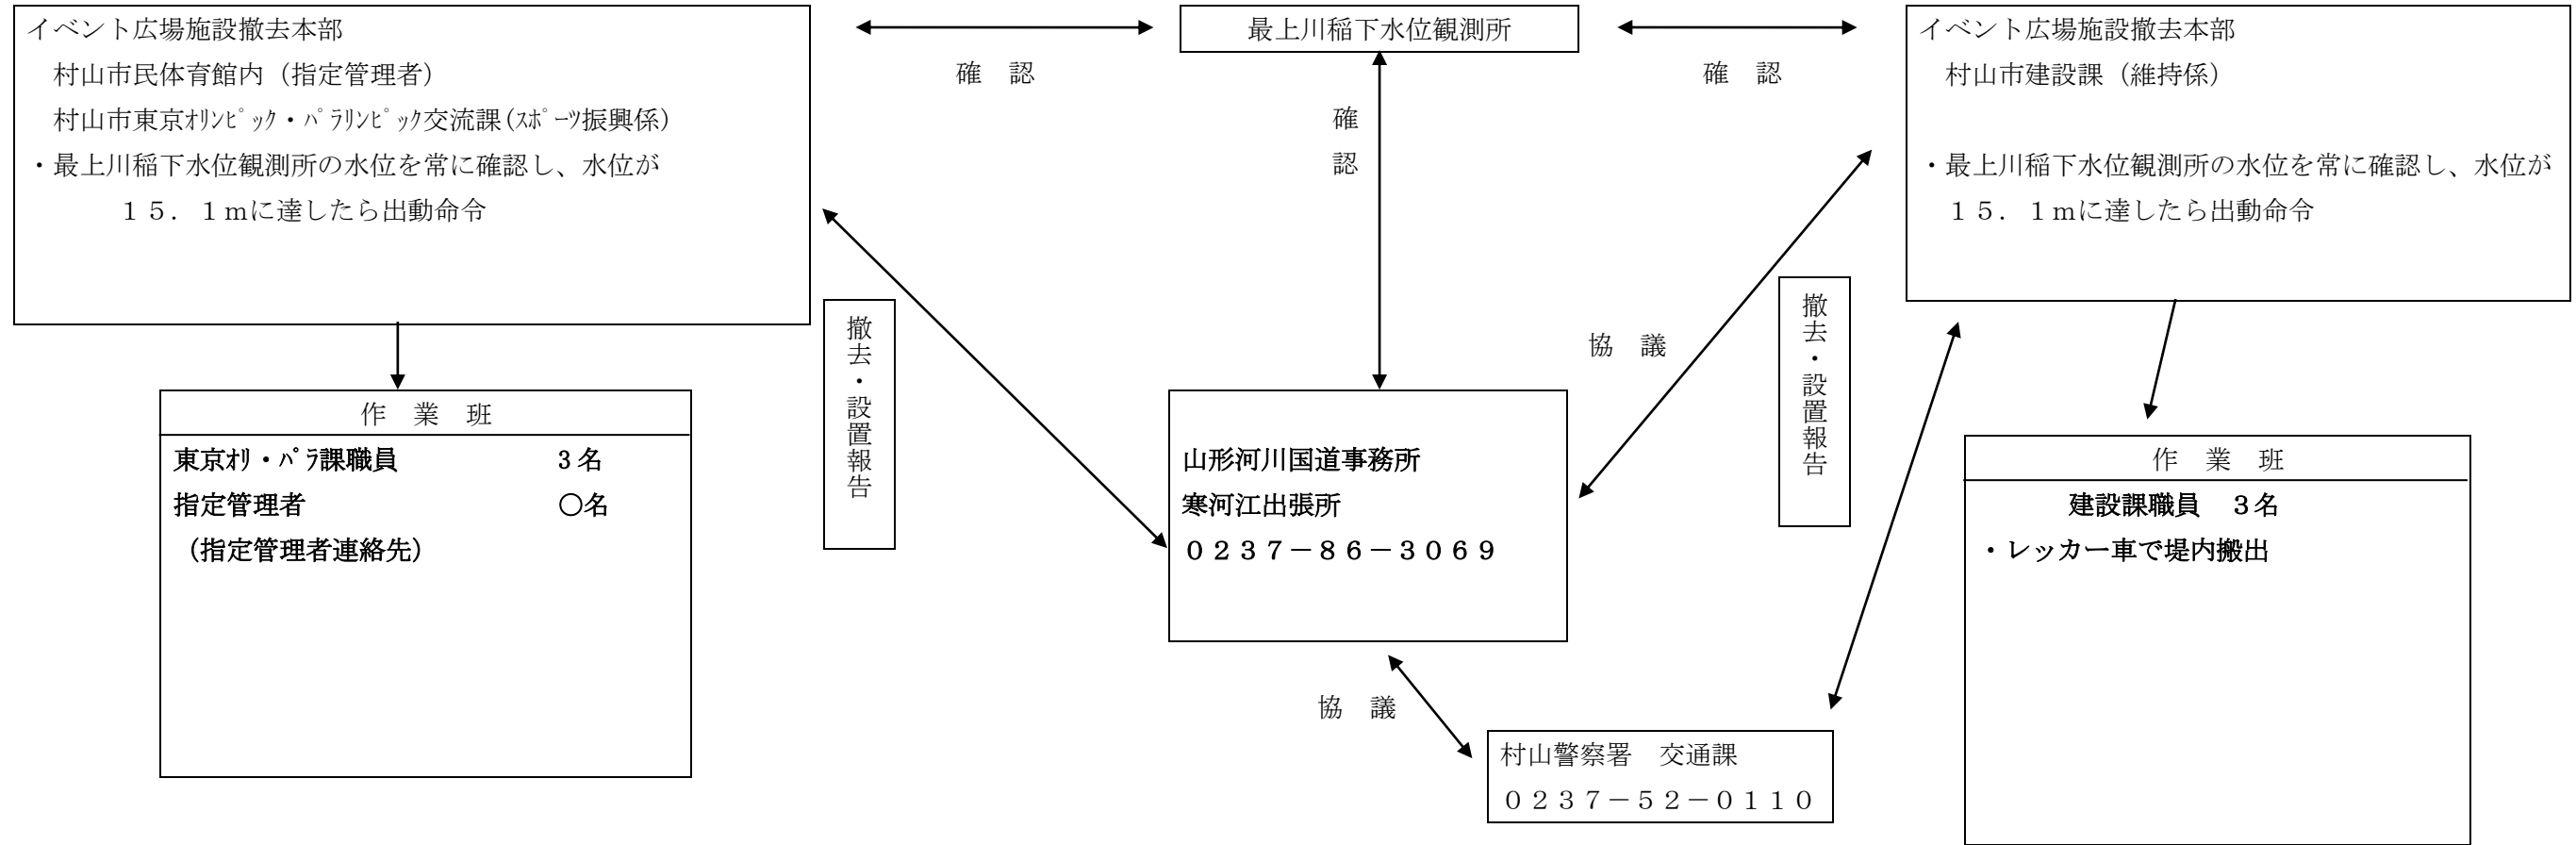 イベント広場施設撤去本部
村山市民体育館内（指定管理者）
村山市東京ｵﾘﾝﾋﾟｯｸ・ﾊﾟﾗﾘﾝﾋﾟｯｸ交流課(ｽﾎﾟｰﾂ振興係)
・最上川稲下水位観測所の水位を常に確認し、水位が
１５．１ｍに達したら出動命令
確　認
最上川稲下水位観測所
確　認
確認
イベント広場施設撤去本部
村山市建設課（維持係）
・最上川稲下水位観測所の水位を常に確認し、水位が
１５．１ｍに達したら出動命令
撤去・設置報告
協　議
撤去・設置報告
作　業　班
東京ｵﾘ・ﾊﾟﾗ課職員　3 名
指定管理者　〇名
（指定管理者連絡先）
山形河川国道事務所
寒河江出張所
０２３７－８６－３０６９
作　業　班
建設課職員　３名
・レッカー車で堤内搬出
協　議
村山警察署　交通課
０２３７－５２－０１１０